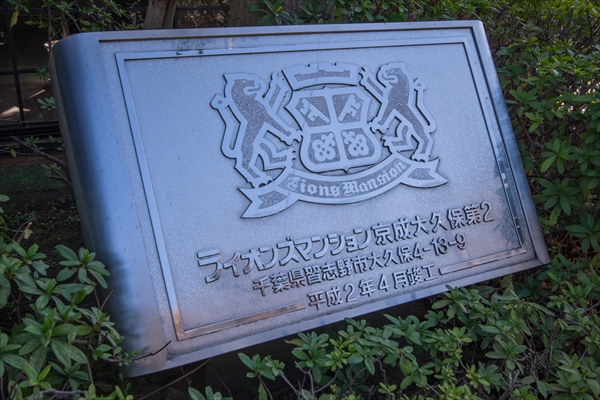 Lions Mansion
ライオンズマンション京成大久保第2
千葉県習志野市大久保4-13-9
平成2年4月竣工